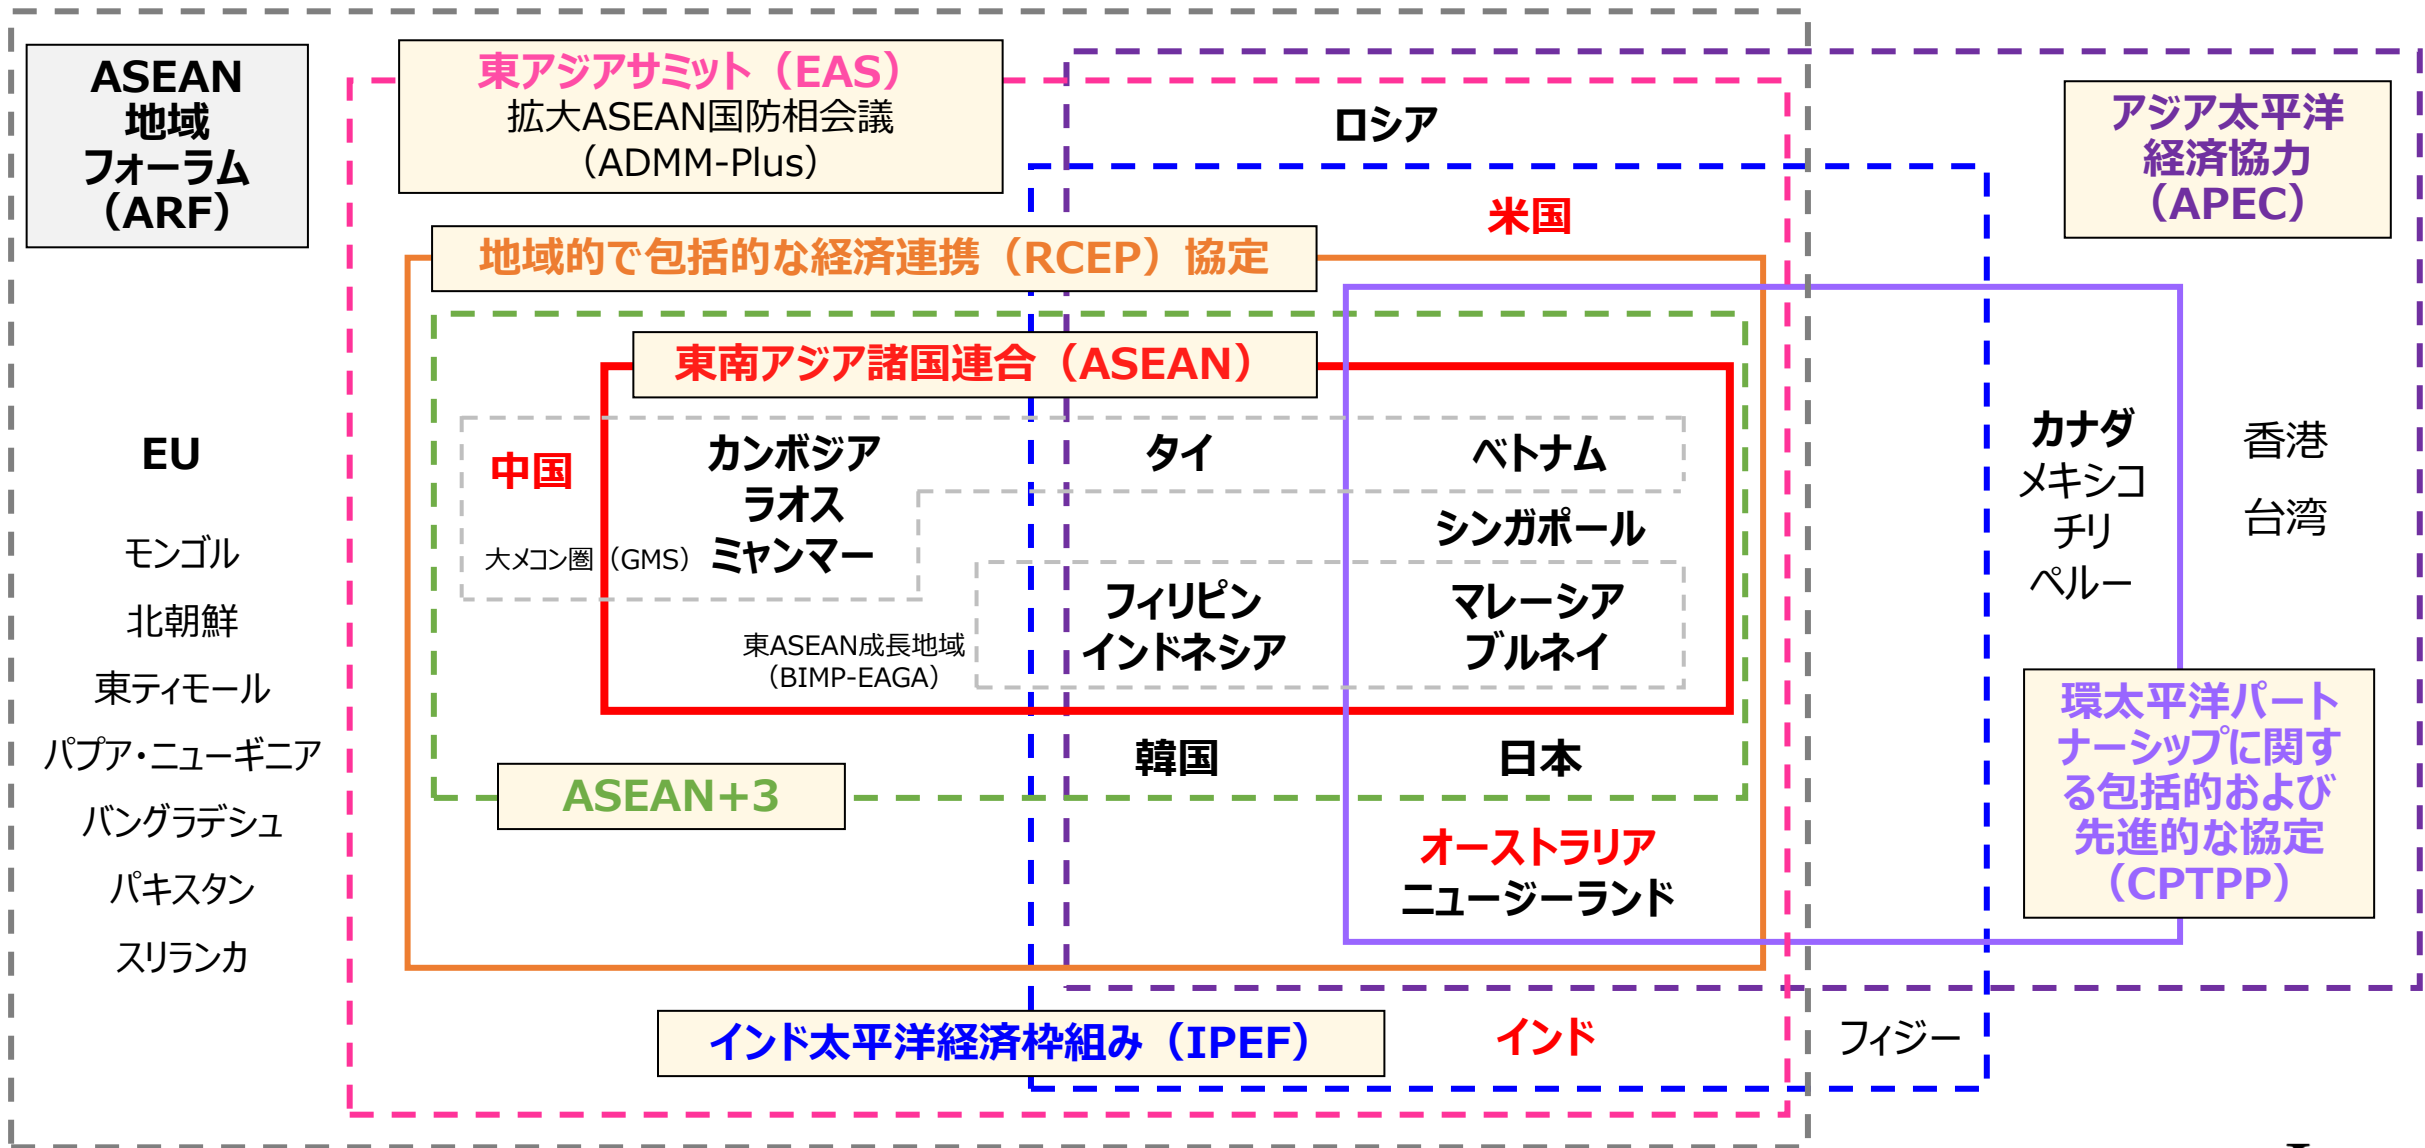 ASEAN
地域
フォーラム
（ARF）
東アジアサミット（EAS）
拡大ASEAN国防相会議
（ADMM-Plus）
ロシア
アジア太平洋
経済協力
（APEC）
米国
地域的で包括的な経済連携（RCEP）協定
東南アジア諸国連合（ASEAN）
EU
モンゴル
北朝鮮
東ティモール
パプア・ニューギニア
バングラデシュ
パキスタン
スリランカ
中国
カンボジア
ラオス
ミャンマー
大メコン圏（GMS）
タイ
ベトナム
シンガポール
フィリピン
インドネシア
マレーシア
ブルネイ
東ASEAN成長地域
（BIMP-EAGA）
カナダ
メキシコ
チリ
ペルー
香港
台湾
韓国
日本
ASEAN+3
オーストラリア
ニュージーランド
環太平洋パート
ナーシップに関す
る包括的および
先進的な協定
（CPTPP）
インド太平洋経済枠組み（IPEF）
インド
フィジー